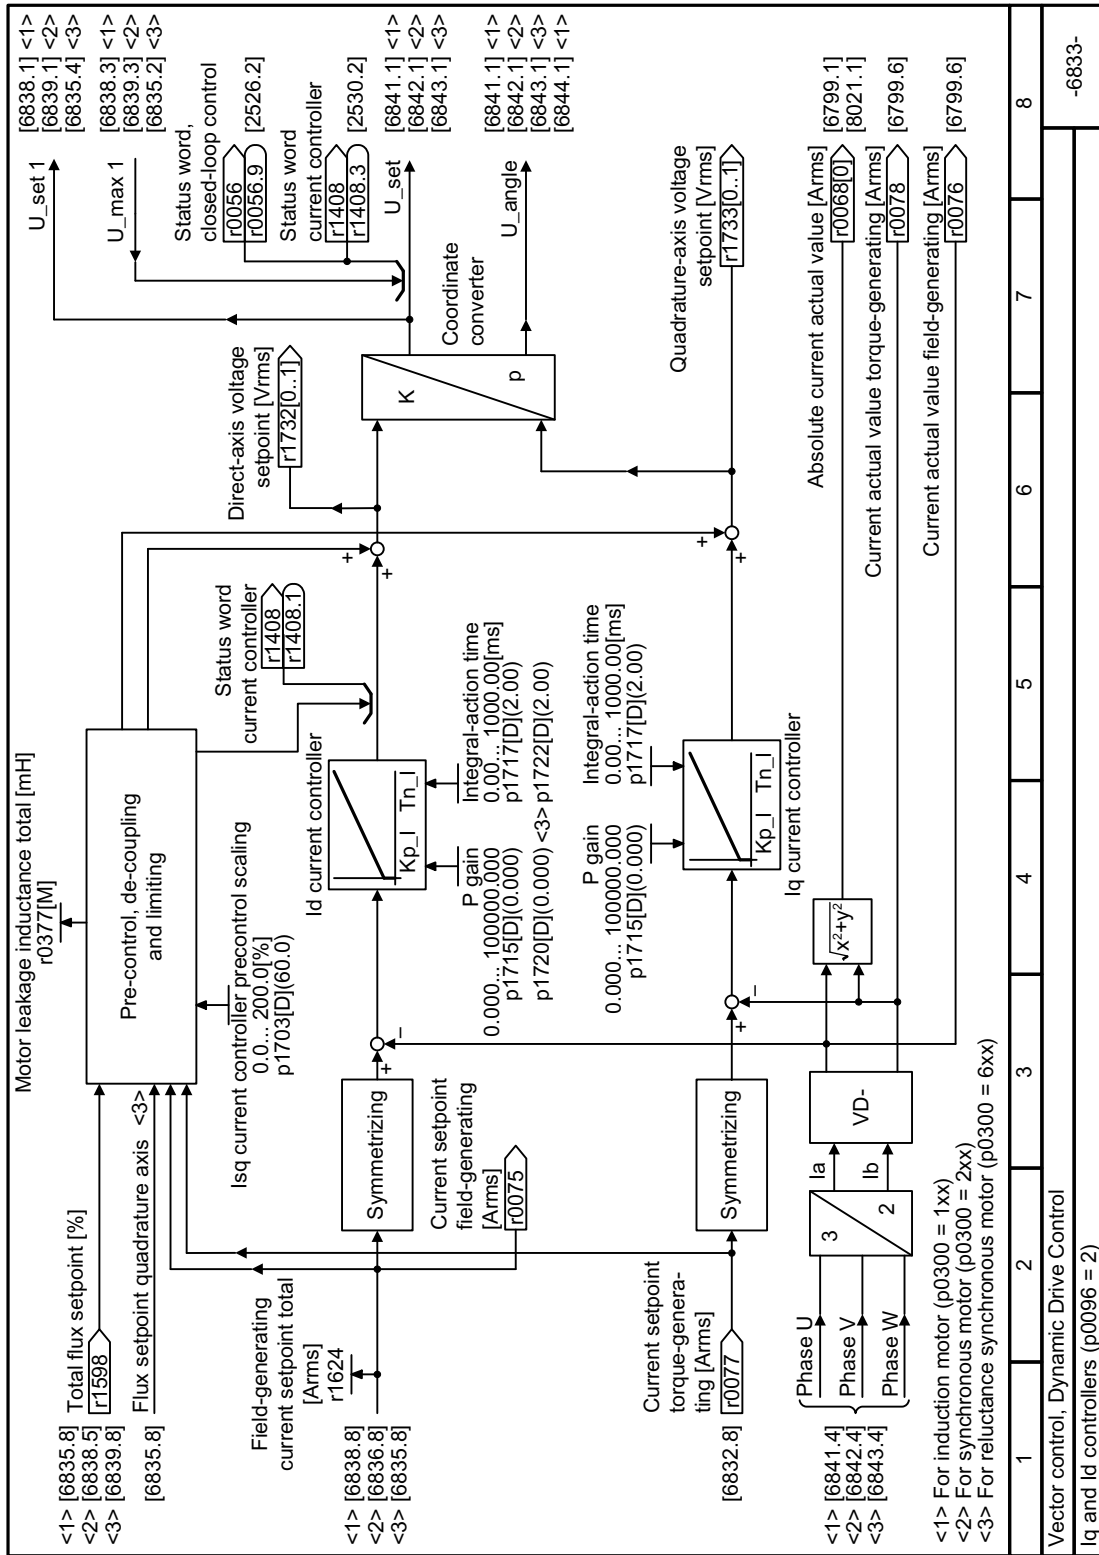 <1> [6835.8]
<2> [6838.5]
<3> [6839.8]
Total flux setpoint [%]
r1598
[6835.8]
Flux setpoint quadrature axis <3>
Motor leakage inductance total [mH]
r0377[M]
Pre-control, de-coupling
and limiting
Isq current controller precontrol scaling
0.0... 200.0[%]
p1703[D](60.0)
Status word
current controller
r1408
r1408.1
Direct-axis voltage
setpoint [Vrms]
r1732[0..1]
U_set 1
[6838.1] <1>
[6839.1] <2>
[6835.4] <3>
U_max 1
[6838.3] <1>
[6839.3] <2>
[6835.2] <3>
Status word,
closed-loop control
r0056
r0056.9
[2526.2]
Status word
current controller
r1408
r1408.3
[2530.2]
Field-generating
current setpoint total
[Arms]
r1624
<1> [6838.8]
<2> [6836.8]
<3> [6835.8]
Symmetrizing
+
–
Current setpoint
field-generating
[Arms]
r0075
Id current controller
Kp_I Tn_I
P gain
0.000... 100000.000
p1715[D](0.000)
p1720[D](0.000) <3>
Integral-action time
0.00... 1000.00[ms]
p1717[D](2.00)
p1722[D](2.00)
+
+
K
p
Coordinate
converter
U_set
[6841.1] <1>
[6842.1] <2>
[6843.1] <3>
U_angle
[6841.1] <1>
[6842.1] <2>
[6843.1] <3>
[6844.1] <1>
Current setpoint
torque-genera-
ting [Arms]
r0077
[6832.8]
Symmetrizing
+
–
P gain
0.000... 100000.000
p1715[D](0.000)
Integral-action time
0.00... 1000.00[ms]
p1717[D](2.00)
Kp_I Tn_I
Iq current controller
+
+
Quadrature-axis voltage
setpoint [Vrms]
r1733[0..1]
<1> [6841.4]
<2> [6842.4]
<3> [6843.4]
Phase U
Phase V
Phase W
3
2
Ia
Ib
VD-
√x²+y²
Absolute current actual value [Arms]
r0068[0]
[6799.1]
[8021.1]
Current actual value torque-generating [Arms]
r0078
[6799.6]
Current actual value field-generating [Arms]
r0076
[6799.6]
<1> For induction motor (p0300 = 1xx)
<2> For synchronous motor (p0300 = 2xx)
<3> For reluctance synchronous motor (p0300 = 6xx)
1 2 3 4 5 6 7 8
Vector control, Dynamic Drive Control
Iq and Id controllers (p0096 = 2)
-6833-